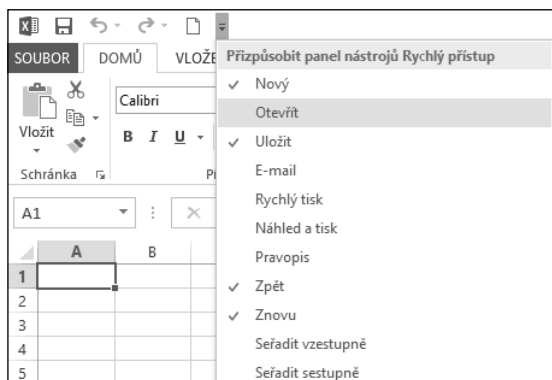 SOUBOR DOMŮ VLOŽE
Přizpůsobit panel nástrojů Rychlý přístup
Nový
Otevřít
Uložit
E-mail
Rychlý tisk
Náhled a tisk
Pravopis
Zpět
Znovu
Seřadit vzestupně
Seřadit sestupně
Vložit
Calibri
B I U
Schránka
Pí
A1
A B
1
2
3
4
5